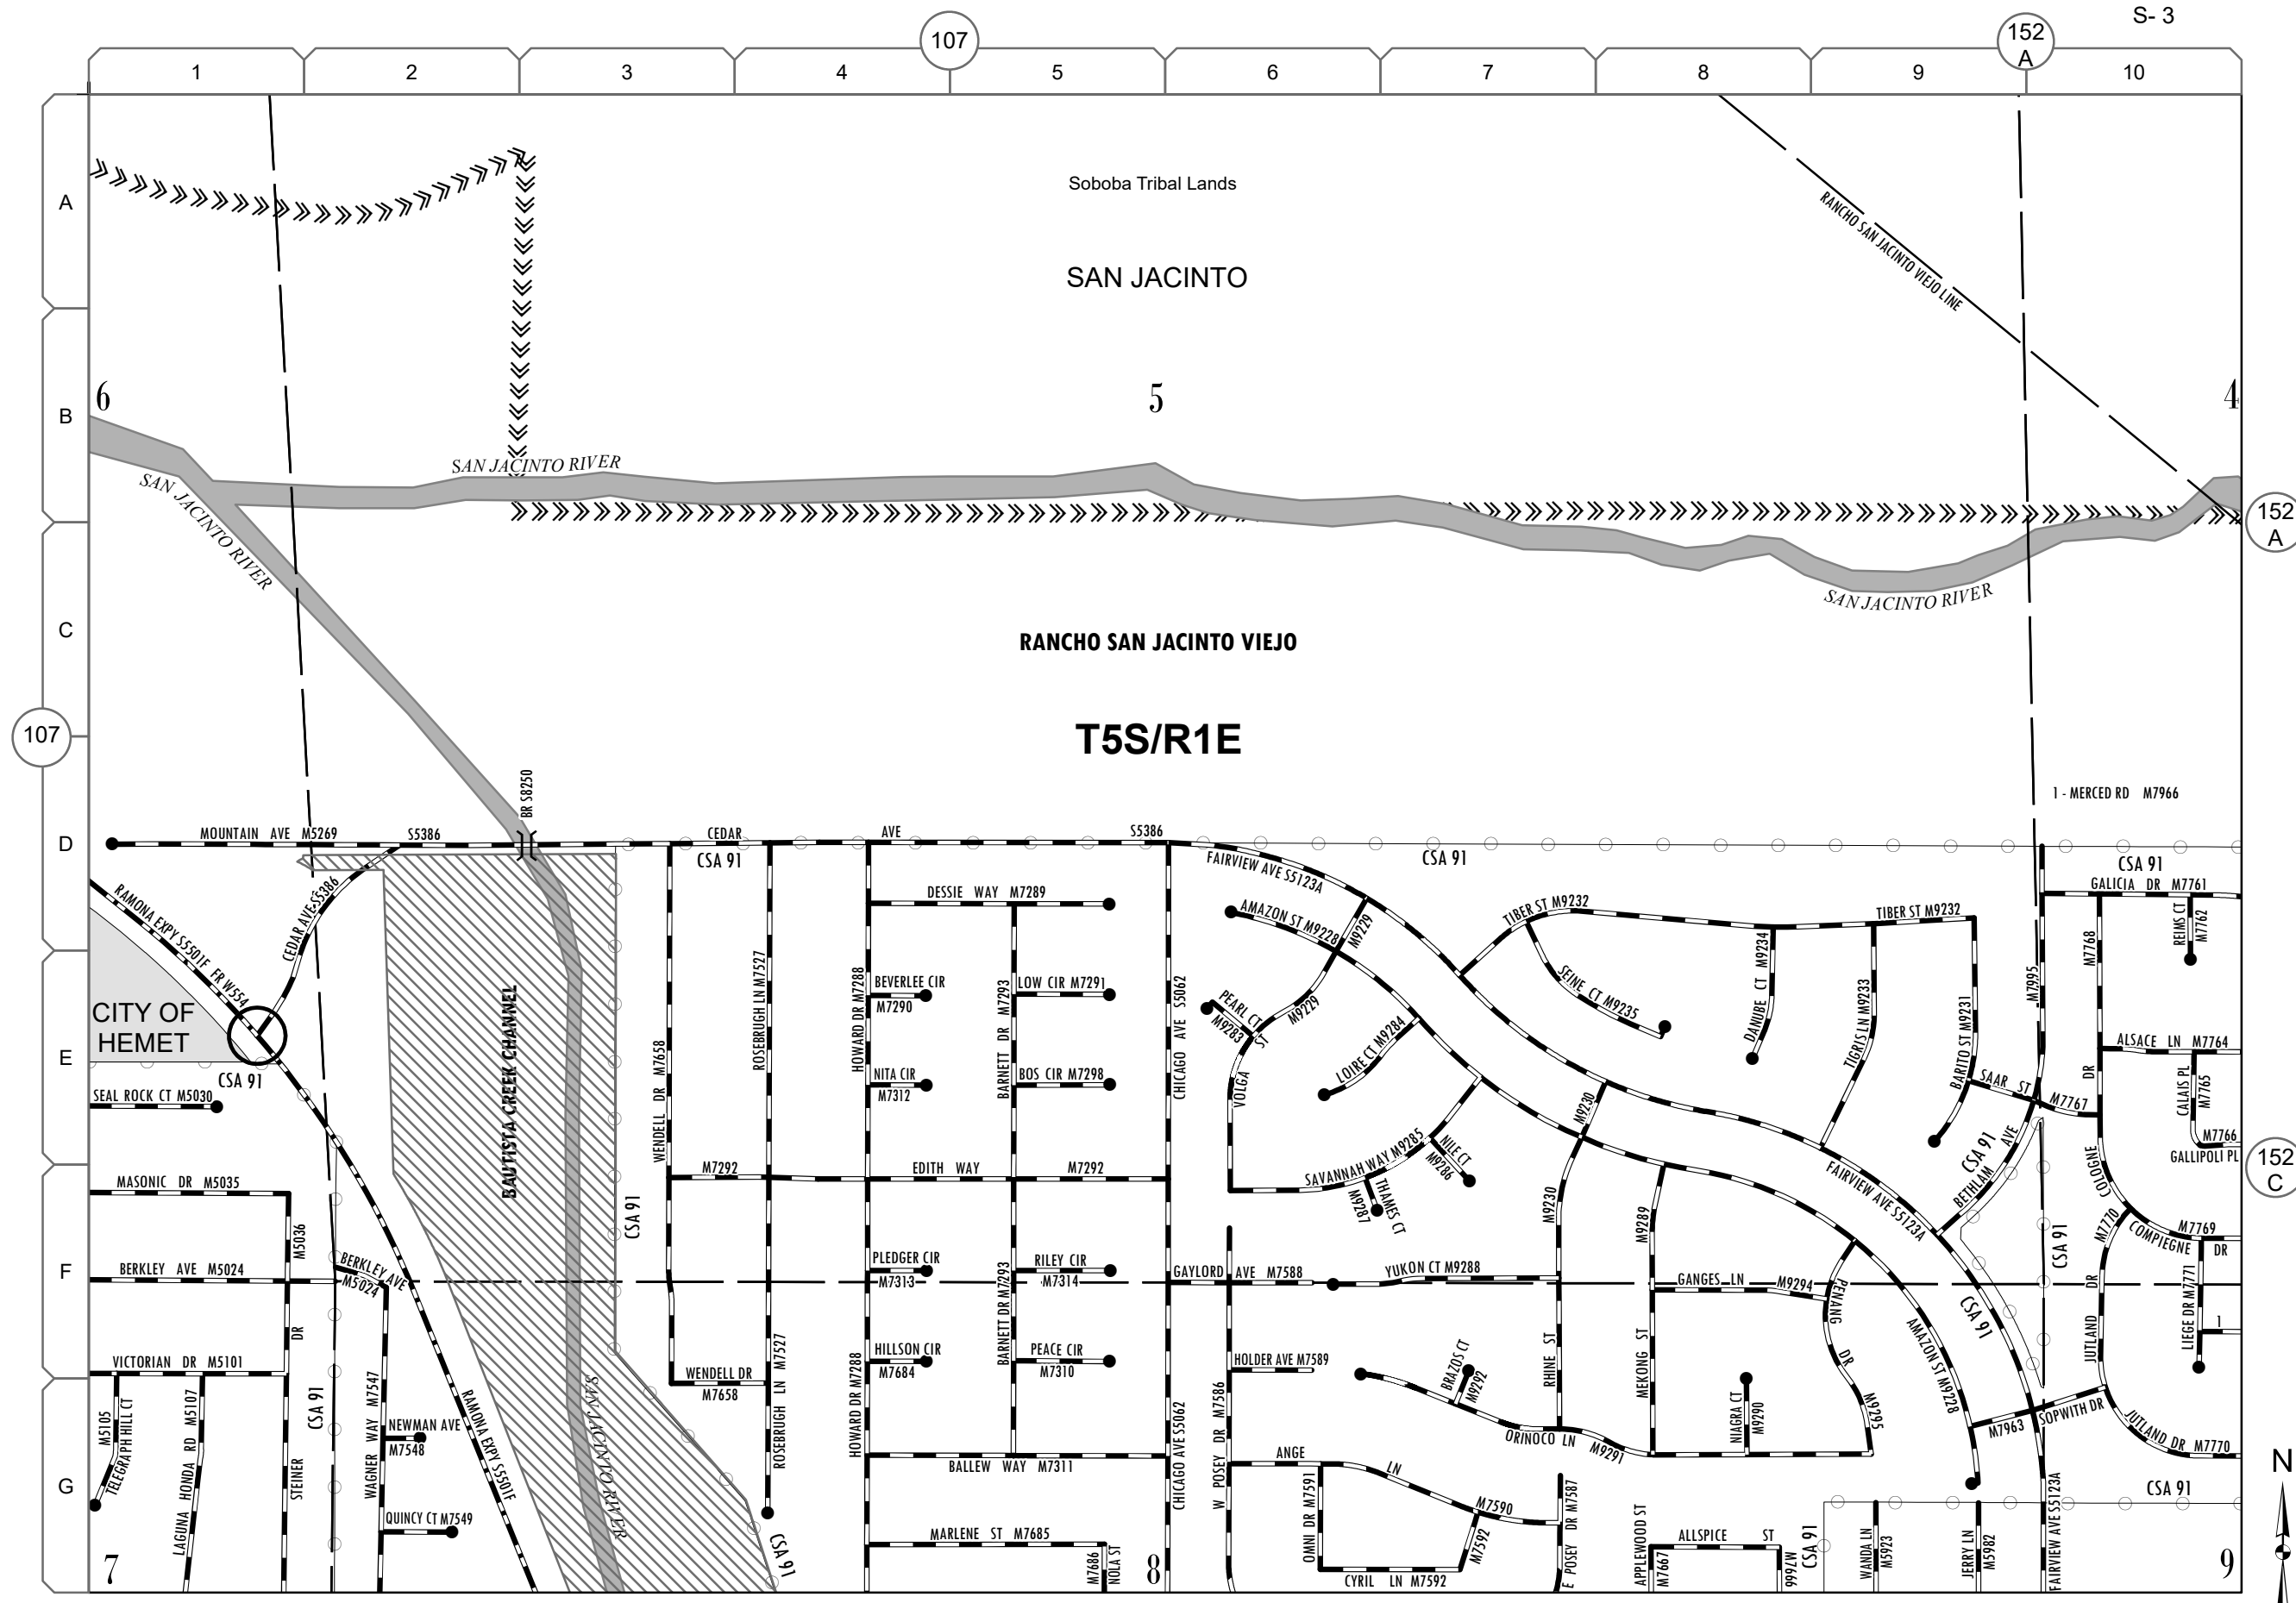 S- 3
107
152
A
1 2 3 4 5 6 7 8 9 10
A
B
C
D
E
F
G
107
152
A
152
C
N
Soboba Tribal Lands
SAN JACINTO
RANCHO SAN JACINTO VIEJO LINE
6
5
4
SAN JACINTO RIVER
SAN JACINTO RIVER
SAN JACINTO RIVER
RANCHO SAN JACINTO VIEJO
T5S/R1E
BR S8250
1 - MERCED RD M7966
MOUNTAIN AVE M5269
S5386
CEDAR AVE S5386
CSA 91
CSA 91
CSA 91
FAIRVIEW AVE S5123A
RAMONA EXPY S5501F FR W554
CEDAR AVE S5386
DESSIE WAY M7289
AMAZON ST M9228
M9229
TIBER ST M9232
TIBER ST M9232
GALICIA DR M7761
REIMS CT
M7762
M7768
M7995
CITY OF
HEMET
BAUTISTA CREEK CHANNEL
WENDELL DR M7658
ROSEBRUGH LN M7527
HOWARD DR M7288
BEVERLEE CIR
M7290
BARNETT DR M7293
LOW CIR M7291
CHICAGO AVE S5062
PEARL CT
M9283
M9229
VOLGA ST
LOIRE CT M9284
SEINE CT M9235
DANUBE CT M9234
TIGRIS LN M9233
BARITO ST M9231
ALSACE LN M7764
CALAIS PL
M7765
SAAR ST M7767
M7766
GALLIPOLI PL
CSA 91
SEAL ROCK CT M5030
NITA CIR
M7312
BOS CIR M7298
M9230
SAVANNAH WAY M9285
NILE CT
M9286
THAMES CT
M9287
CSA 91
BETHLAM AVE
COLOGNE DR
MASONIC DR M5035
M5036
M7292
EDITH WAY
M7292
CSA 91
M9230
M9289
FAIRVIEW AVE S5123A
CSA 91
M7770
M7769
COMPIEGNE DR
BERKLEY AVE M5024
BERKLEY AVE
M5024
PLEDGER CIR
M7313
BARNETT DR M7293
RILEY CIR
M7314
GAYLORD AVE M7588
YUKON CT M9288
GANGES LN M9294
PENANG DR M9295
CSA 91
JUTLAND DR
LIEGE DR M7771
1
VICTORIAN DR M5101
STEINER DR
WENDELL DR
M7658
HILLSON CIR
M7684
PEACE CIR
M7310
HOLDER AVE M7589
BRAZOS CT
M9292
RHINE ST
MEKONG ST
AMAZON ST M9228
M5105
TELEGRAPH HILL CT
LAGUNA HONDA RD M5107
CSA 91
WAGNER WAY M7547
NEWMAN AVE
M7548
RAMONA EXPY S5501F
SAN JACINTO RIVER
ROSEBRUGH LN M7527
HOWARD DR M7288
BALLEW WAY M7311
CHICAGO AVE S5062
W POSEY DR M7586
ANGE LN M7590
ORINOCO LN M9291
NIAGRA CT
M9290
M7963
SOPWITH DR
JUTLAND DR M7770
QUINCY CT M7549
CSA 91
MARLENE ST M7685
M7686
NOLA ST
OMNI DR M7591
M7592
CYRIL LN M7592
E POSEY DR M7587
APPLEWOOD ST
M7667
ALLSPICE ST
M7666
CSA 91
WANDA LN
M5923
JERRY LN
M5982
FAIRVIEW AVE S5123A
CSA 91
7
8
9